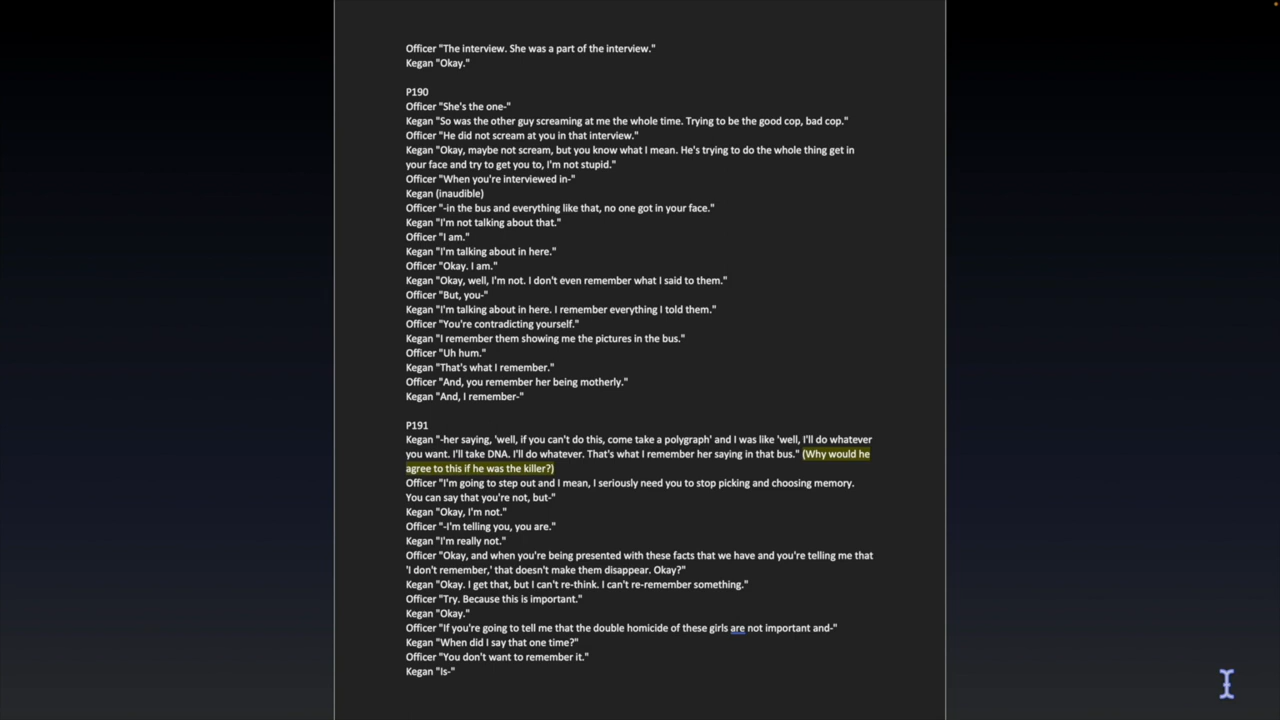 Officer "The interview. She was a part of the interview."
Kegan "Okay."
P190
Officer "She's the one-"
Kegan "So was the other guy screaming at me the whole time. Trying to be the good cop, bad cop."
Officer "He did not scream at you in that interview."
Kegan "Okay, maybe not scream, but you know what I mean. He's trying to do the whole thing get in
your face and try to get you to, I'm not stupid."
Officer "When you're interviewed in-"
Kegan (inaudible)
Officer "-in the bus and everything like that, no one got in your face."
Kegan "I'm not talking about that."
Officer "I am."
Kegan "I'm talking about in here."
Officer "Okay. I am."
Kegan "Okay, well, I'm not. I don't even remember what I said to them."
Officer "But, you-"
Kegan "I'm talking about in here. I remember everything I told them."
Officer "You're contradicting yourself."
Kegan "I remember them showing me the pictures in the bus."
Officer "Uh hum."
Kegan "That's what I remember."
Officer "And, you remember her being motherly."
Kegan "And, I remember-"
P191
Kegan "-her saying, 'well, if you can't do this, come take a polygraph' and I was like 'well, I'll do whatever
you want. I'll take DNA. I'll do whatever. That's what I remember her saying in that bus." (Why would he
agree to this if he was the killer?)
Officer "I'm going to step out and I mean, I seriously need you to stop picking and choosing memory.
You can say that you're not, but-"
Kegan "Okay, I'm not."
Officer "-I'm telling you, you are."
Kegan "I'm really not."
Officer "Okay, and when you're being presented with these facts that we have and you're telling me that
'I don't remember,' that doesn't make them disappear. Okay?"
Kegan "Okay. I get that, but I can't re-think. I can't re-remember something."
Officer "Try. Because this is important."
Kegan "Okay."
Officer "If you're going to tell me that the double homicide of these girls are not important and-"
Kegan "When did I say that one time?"
Officer "You don't want to remember it."
Kegan "Is-"